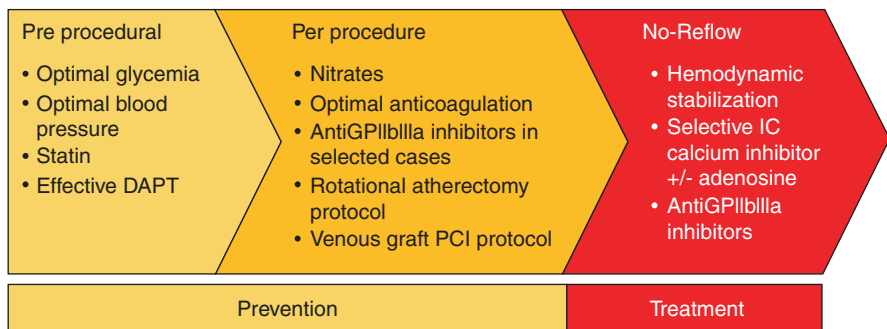 Pre procedural
• Optimal glycemia
• Optimal blood
pressure
• Statin
• Effective DAPT
Per procedure
• Nitrates
• Optimal anticoagulation
• AntiGPIIbIIIa inhibitors in
selected cases
• Rotational atherectomy
protocol
• Venous graft PCI protocol
No-Reflow
• Hemodynamic
stabilization
• Selective IC
calcium inhibitor
+/- adenosine
• AntiGPIIbIIIa
inhibitors
Prevention
Treatment